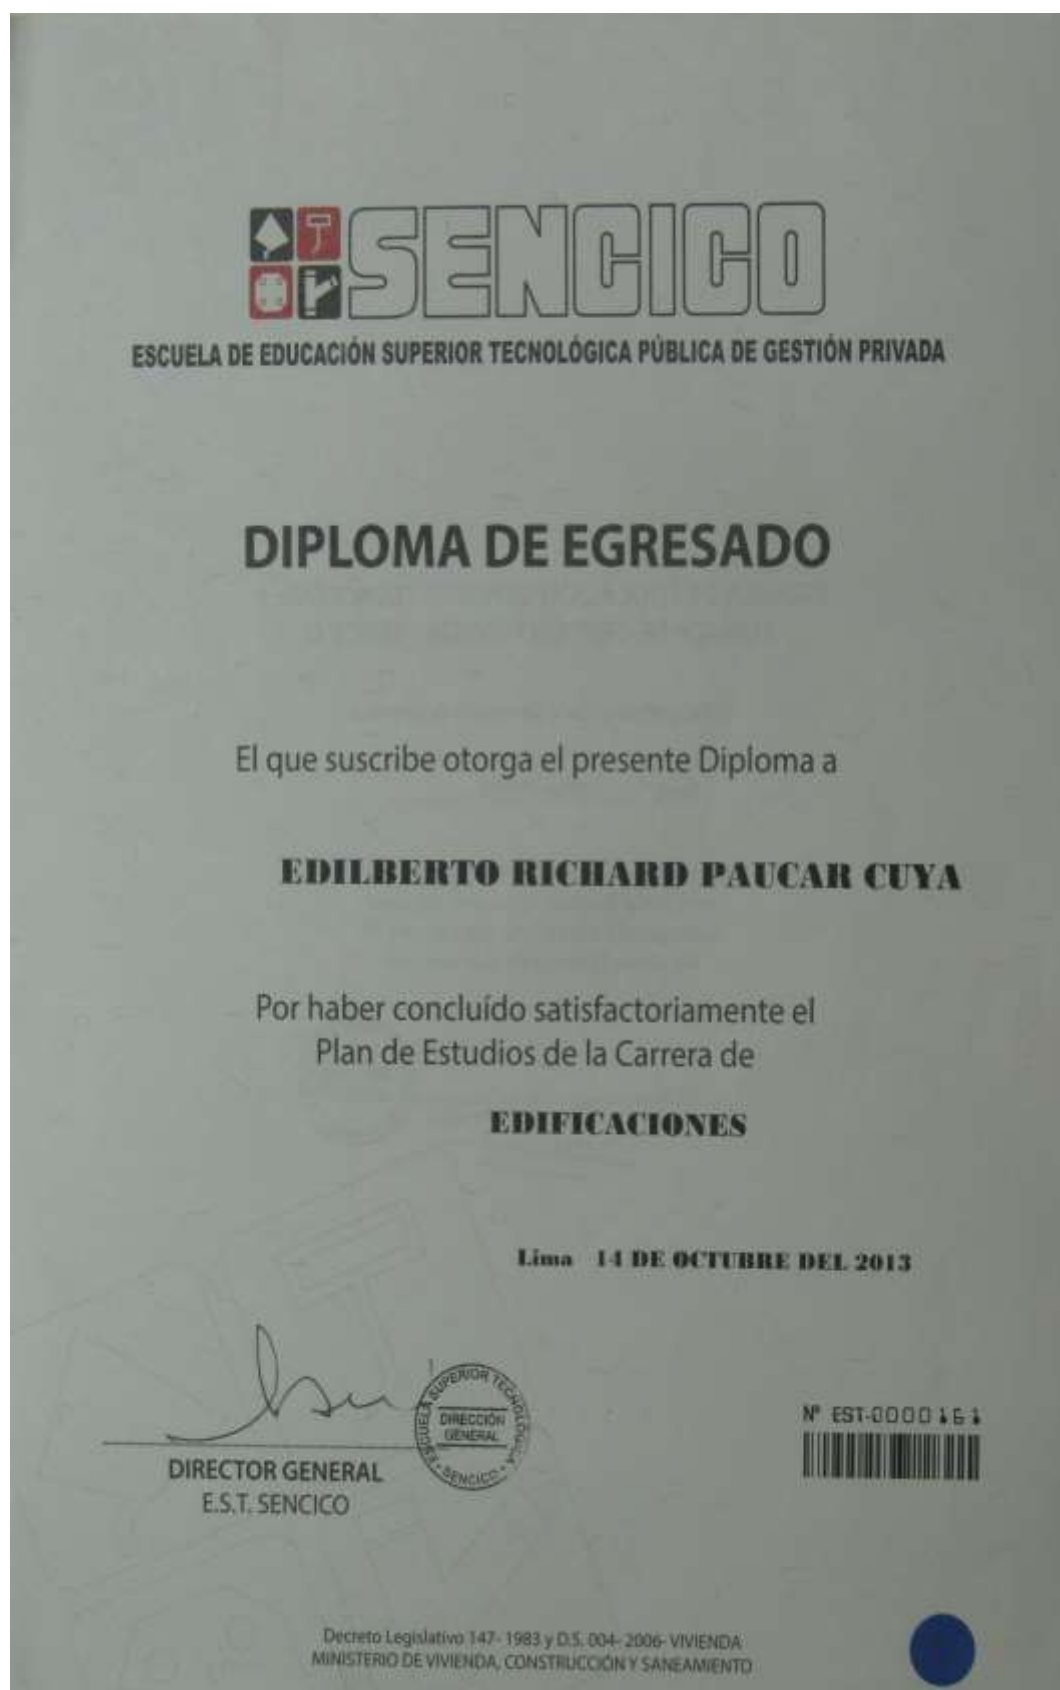 SENCICO
ESCUELA DE EDUCACIÓN SUPERIOR TECNOLÓGICA PÚBLICA DE GESTIÓN PRIVADA
DIPLOMA DE EGRESADO
El que suscribe otorga el presente Diploma a
EDILBERTO RICHARD PAUCAR CUYA
Por haber concluído satisfactoriamente el
Plan de Estudios de la Carrera de
EDIFICACIONES
Lima 14 DE OCTUBRE DEL 2013
ESCUELA SUPERIOR TECNOLÓGICA
DIRECCIÓN
GENERAL
SENCICO
Nº EST-0000161
DIRECTOR GENERAL
E.S.T. SENCICO
Decreto Legislativo 147- 1983 y D.S. 004- 2006- VIVIENDA
MINISTERIO DE VIVIENDA, CONSTRUCCIÓN Y SANEAMIENTO